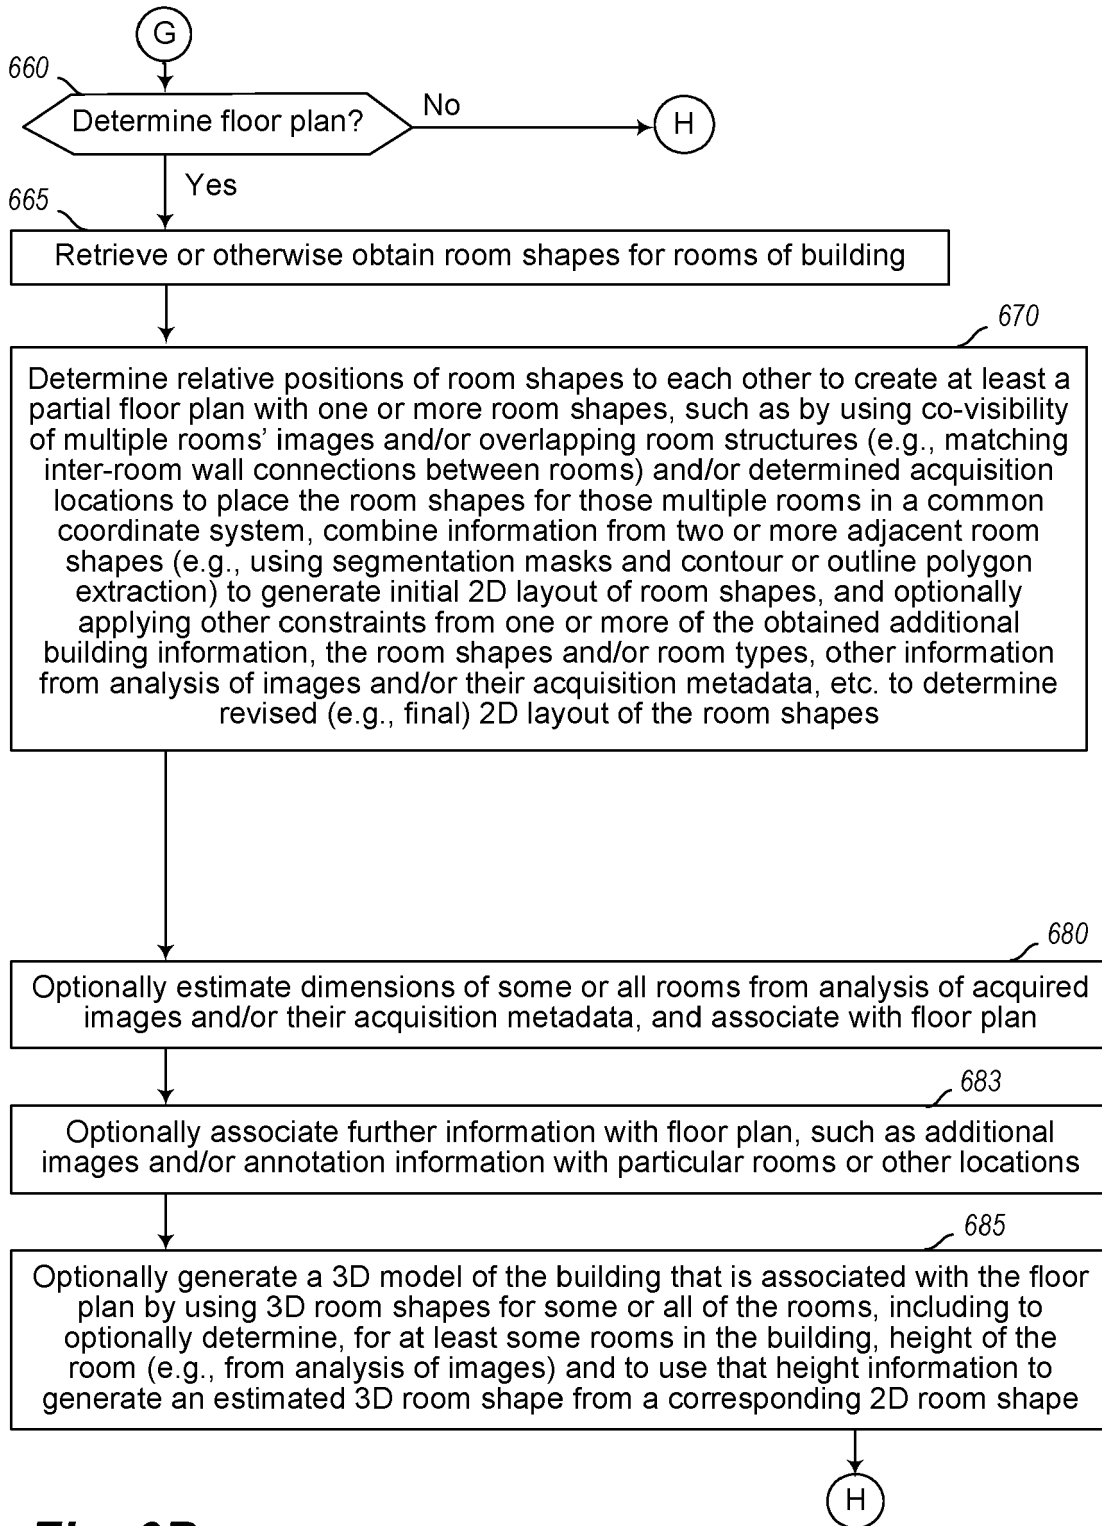 G
660
Determine floor plan?
No
H
Yes
665
Retrieve or otherwise obtain room shapes for rooms of building
670
Determine relative positions of room shapes to each other to create at least a
partial floor plan with one or more room shapes, such as by using co-visibility
of multiple rooms’ images and/or overlapping room structures (e.g., matching
inter-room wall connections between rooms) and/or determined acquisition
locations to place the room shapes for those multiple rooms in a common
coordinate system, combine information from two or more adjacent room
shapes (e.g., using segmentation masks and contour or outline polygon
extraction) to generate initial 2D layout of room shapes, and optionally
applying other constraints from one or more of the obtained additional
building information, the room shapes and/or room types, other information
from analysis of images and/or their acquisition metadata, etc. to determine
revised (e.g., final) 2D layout of the room shapes
680
Optionally estimate dimensions of some or all rooms from analysis of acquired
images and/or their acquisition metadata, and associate with floor plan
683
Optionally associate further information with floor plan, such as additional
images and/or annotation information with particular rooms or other locations
685
Optionally generate a 3D model of the building that is associated with the floor
plan by using 3D room shapes for some or all of the rooms, including to
optionally determine, for at least some rooms in the building, height of the
room (e.g., from analysis of images) and to use that height information to
generate an estimated 3D room shape from a corresponding 2D room shape
H